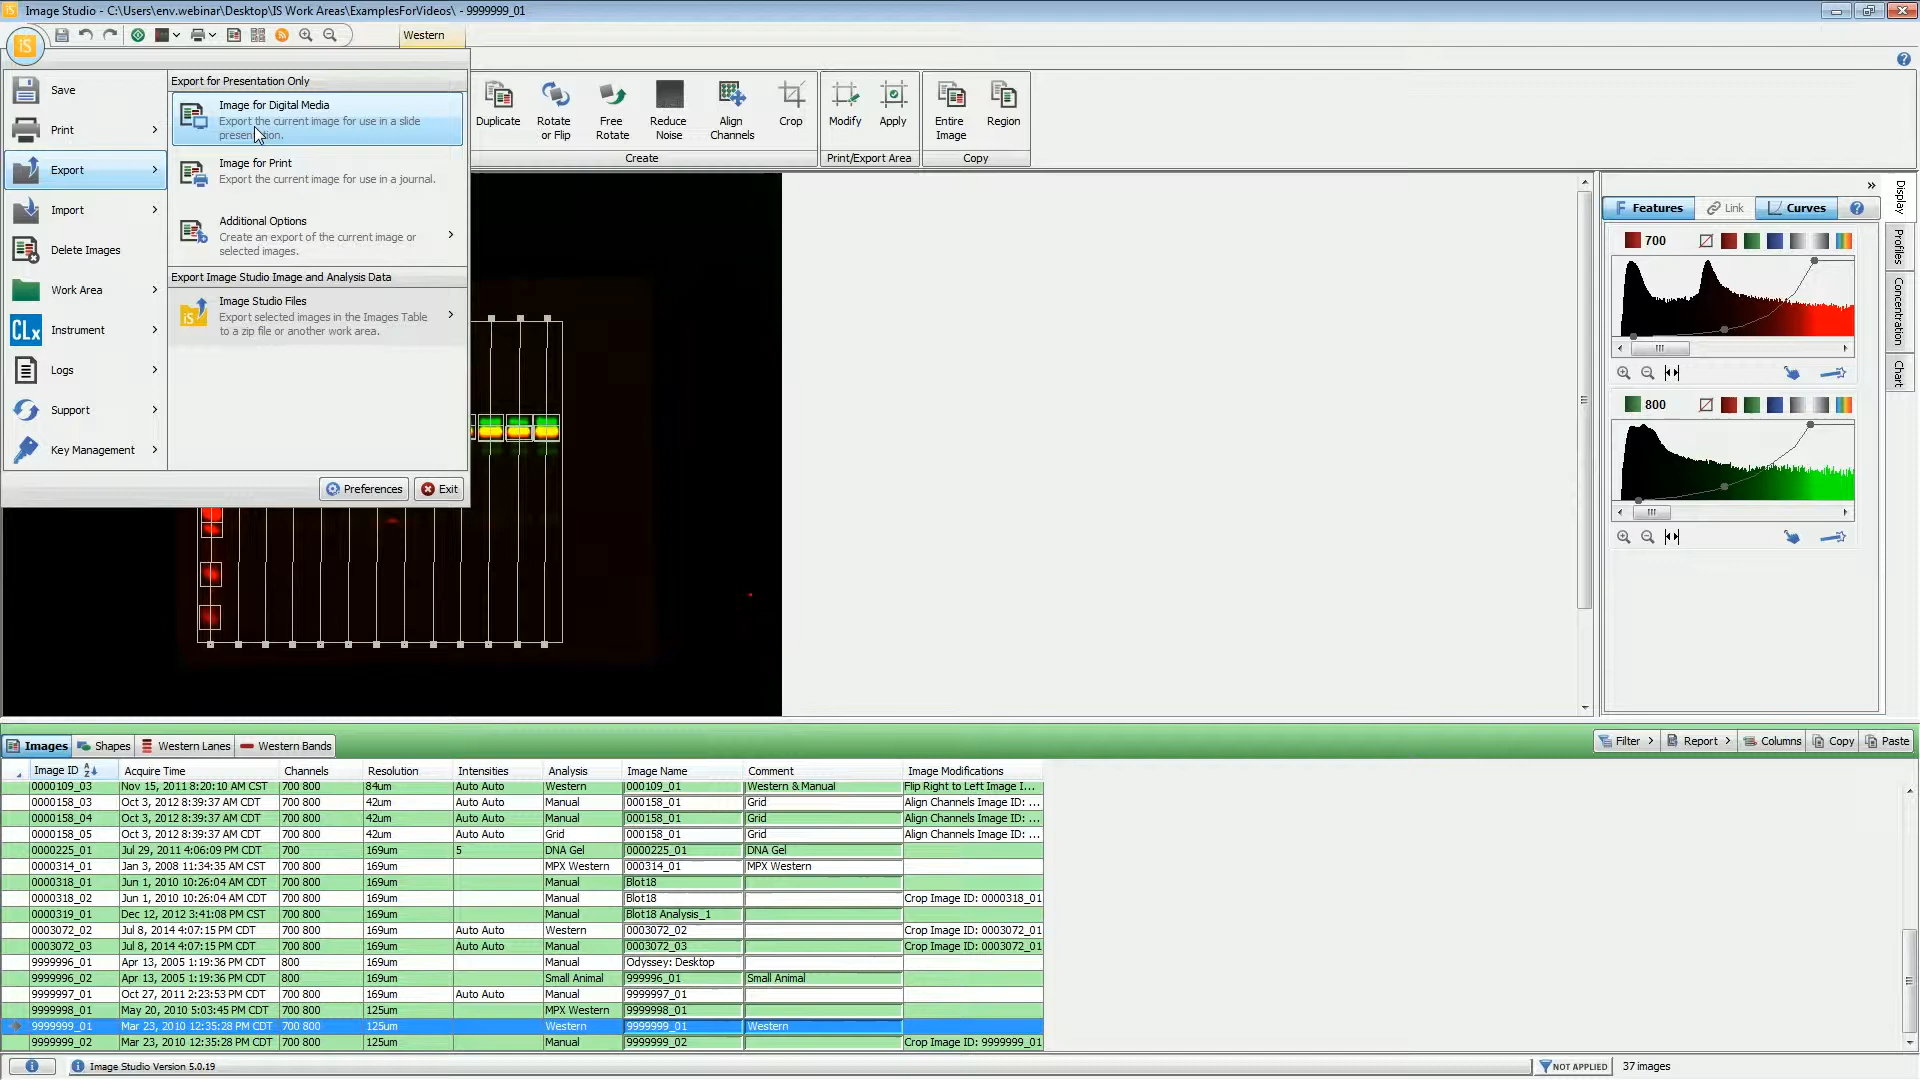 Image Studio - C:\Users\env.webinar\Desktop\IS Work Areas\ExamplesForVideos\ - 9999999_01
iS
Western
Save
Print
Export
Import
Delete Images
Work Area
CLx Instrument
Logs
Support
Key Management
Export for Presentation Only
Image for Digital Media
Export the current image for use in a slide
presentation.
Image for Print
Export the current image for use in a journal.
Additional Options
Create an export of the current image or
selected images.
Export Image Studio Image and Analysis Data
iS
Image Studio Files
Export selected images in the Images Table
to a zip file or another work area.
Preferences Exit
Duplicate Rotate or Flip Free Rotate Reduce Noise Align Channels Crop
Create
Modify Apply
Print/Export Area
Entire Image Region
Copy
Features Link Curves ?
700
800
Display
Profiles
Concentration
Chart
Images Shapes Western Lanes Western Bands
Filter Report Columns Copy Paste
Image ID Acquire Time Channels Resolution Intensities Analysis Image Name Comment Image Modifications
0000109_03 Nov 15, 2011 8:20:10 AM CST 700 800 84um Auto Auto Western 000109_01 Western & Manual Flip Right to Left Image I...
0000158_03 Oct 3, 2012 8:39:37 AM CDT 700 800 42um Auto Auto Manual 000158_01 Grid Align Channels Image ID: ...
0000158_04 Oct 3, 2012 8:39:37 AM CDT 700 800 42um Auto Auto Manual 000158_01 Grid Align Channels Image ID: ...
0000158_05 Oct 3, 2012 8:39:37 AM CDT 700 800 42um Auto Auto Grid 000158_01 Grid Align Channels Image ID: ...
0000225_01 Jul 29, 2011 4:06:09 PM CDT 700 169um 5 DNA Gel 0000225_01 DNA Gel
0000314_01 Jan 3, 2008 11:34:35 AM CST 700 800 169um MPX Western 000314_01 MPX Western
0000318_01 Jun 1, 2010 10:26:04 AM CDT 700 800 169um Manual Blot18
0000318_02 Jun 1, 2010 10:26:04 AM CDT 700 800 169um Manual Blot18 Crop Image ID: 0000318_01
0000319_01 Dec 12, 2012 3:41:08 PM CST 700 800 169um Manual Blot18 Analysis_1
0003072_02 Jul 8, 2014 4:07:15 PM CDT 700 800 169um Auto Auto Western 0003072_02 Crop Image ID: 0003072_01
0003072_03 Jul 8, 2014 4:07:15 PM CDT 700 800 169um Auto Auto Manual 0003072_03 Crop Image ID: 0003072_01
9999996_01 Apr 13, 2005 1:19:36 PM CDT 800 169um Manual Odyssey: Desktop
9999996_02 Apr 13, 2005 1:19:36 PM CDT 800 169um Small Animal 999996_01 Small Animal
9999997_01 Oct 27, 2011 2:23:53 PM CDT 700 800 169um Auto Auto Manual 9999997_01
9999998_01 May 20, 2010 5:03:45 PM CDT 700 800 125um MPX Western 9999998_01
9999999_01 Mar 23, 2010 12:35:28 PM CDT 700 800 125um Western 9999999_01 Western
9999999_02 Mar 23, 2010 12:35:28 PM CDT 700 800 125um Manual 9999999_02 Crop Image ID: 9999999_01
Image Studio Version 5.0.19 NOT APPLIED 37 images